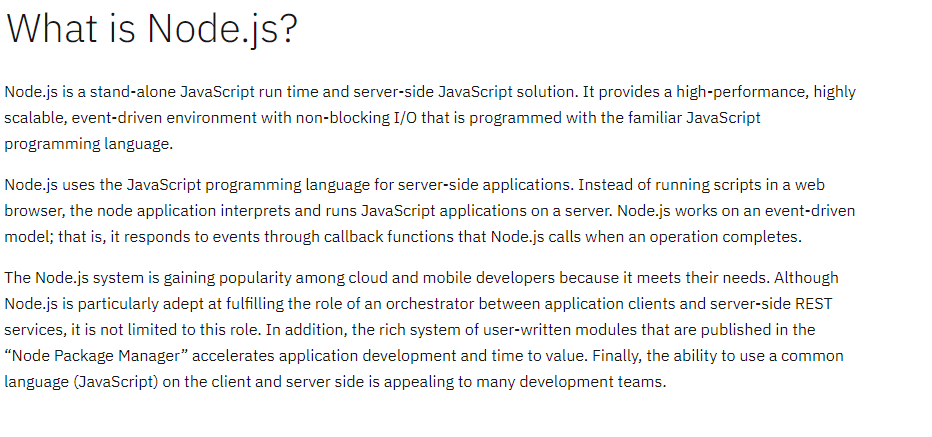 What is Node.js?
Node.js is a stand-alone JavaScript run time and server-side JavaScript solution. It provides a high-performance, highly
scalable, event-driven environment with non-blocking I/O that is programmed with the familiar JavaScript
programming language.
Node.js uses the JavaScript programming language for server-side applications. Instead of running scripts in a web
browser, the node application interprets and runs JavaScript applications on a server. Node.js works on an event-driven
model; that is, it responds to events through callback functions that Node.js calls when an operation completes.
The Node.js system is gaining popularity among cloud and mobile developers because it meets their needs. Although
Node.js is particularly adept at fulfilling the role of an orchestrator between application clients and server-side REST
services, it is not limited to this role. In addition, the rich system of user-written modules that are published in the
“Node Package Manager” accelerates application development and time to value. Finally, the ability to use a common
language (JavaScript) on the client and server side is appealing to many development teams.